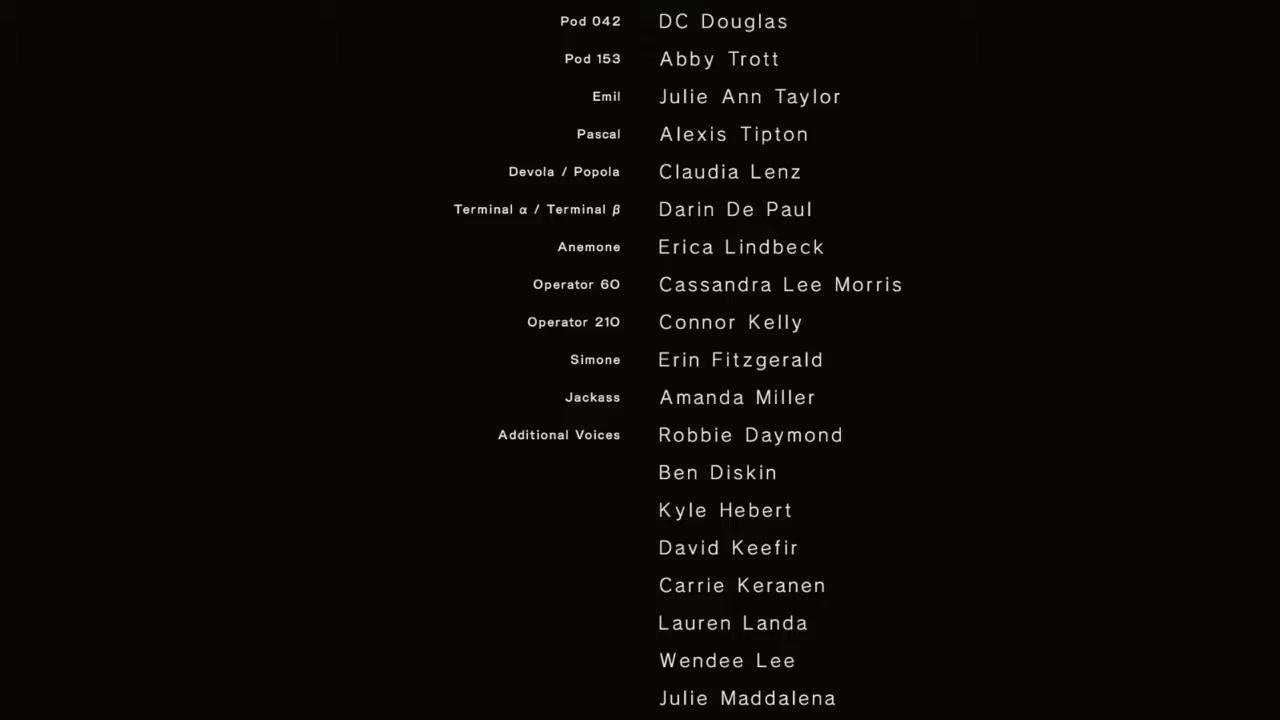 Pod 042 DC Douglas
Pod 153 Abby Trott
Emil Julie Ann Taylor
Pascal Alexis Tipton
Devola / Popola Claudia Lenz
Terminal α / Terminal β Darin De Paul
Anemone Erica Lindbeck
Operator 6O Cassandra Lee Morris
Operator 21O Connor Kelly
Simone Erin Fitzgerald
Jackass Amanda Miller
Additional Voices Robbie Daymond
Ben Diskin
Kyle Hebert
David Keefir
Carrie Keranen
Lauren Landa
Wendee Lee
Julie Maddalena